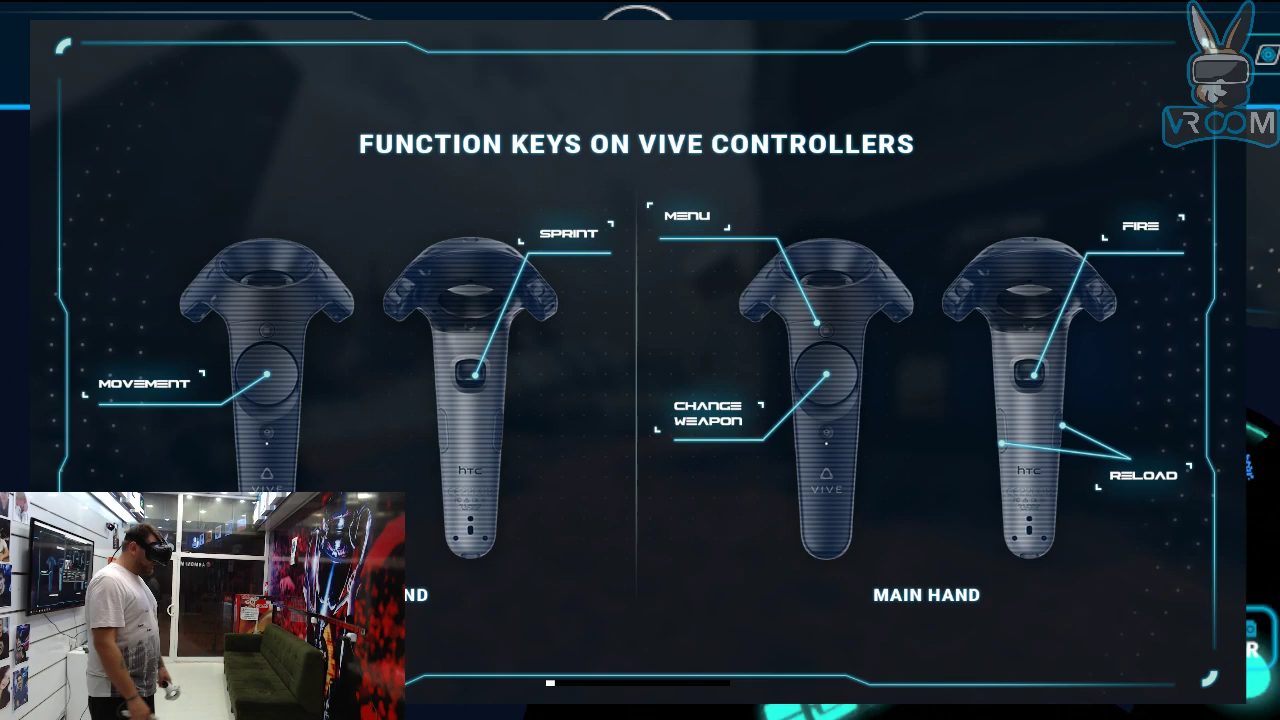 VROOM
FUNCTION KEYS ON VIVE CONTROLLERS
SPRINT
MENU
FIRE
MOVEMENT
CHANGE
WEAPON
htc
VIVE
htc
VIVE
RELOAD
ND
MAIN HAND
R